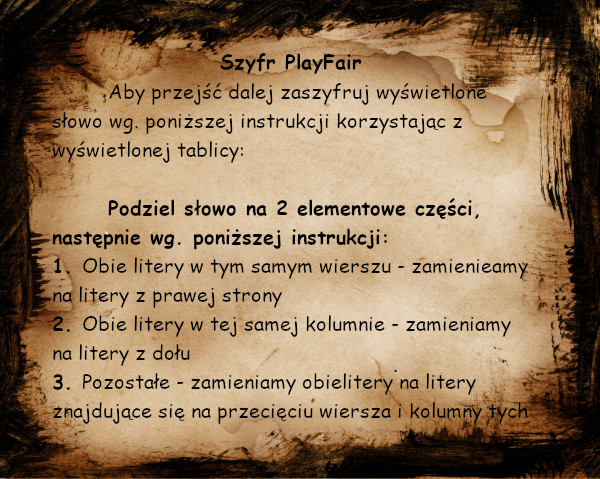 Szyfr PlayFair
Aby przejść dalej zaszyfruj wyświetlone
słowo wg. poniższej instrukcji korzystając z
wyświetlonej tablicy:
Podziel słowo na 2 elementowe części,
następnie wg. poniższej instrukcji:
1. Obie litery w tym samym wierszu - zamienieamy
na litery z prawej strony
2. Obie litery w tej samej kolumnie - zamieniamy
na litery z dołu
3. Pozostałe - zamieniamy obielitery na litery
znajdujące się na przecięciu wiersza i kolumny tych